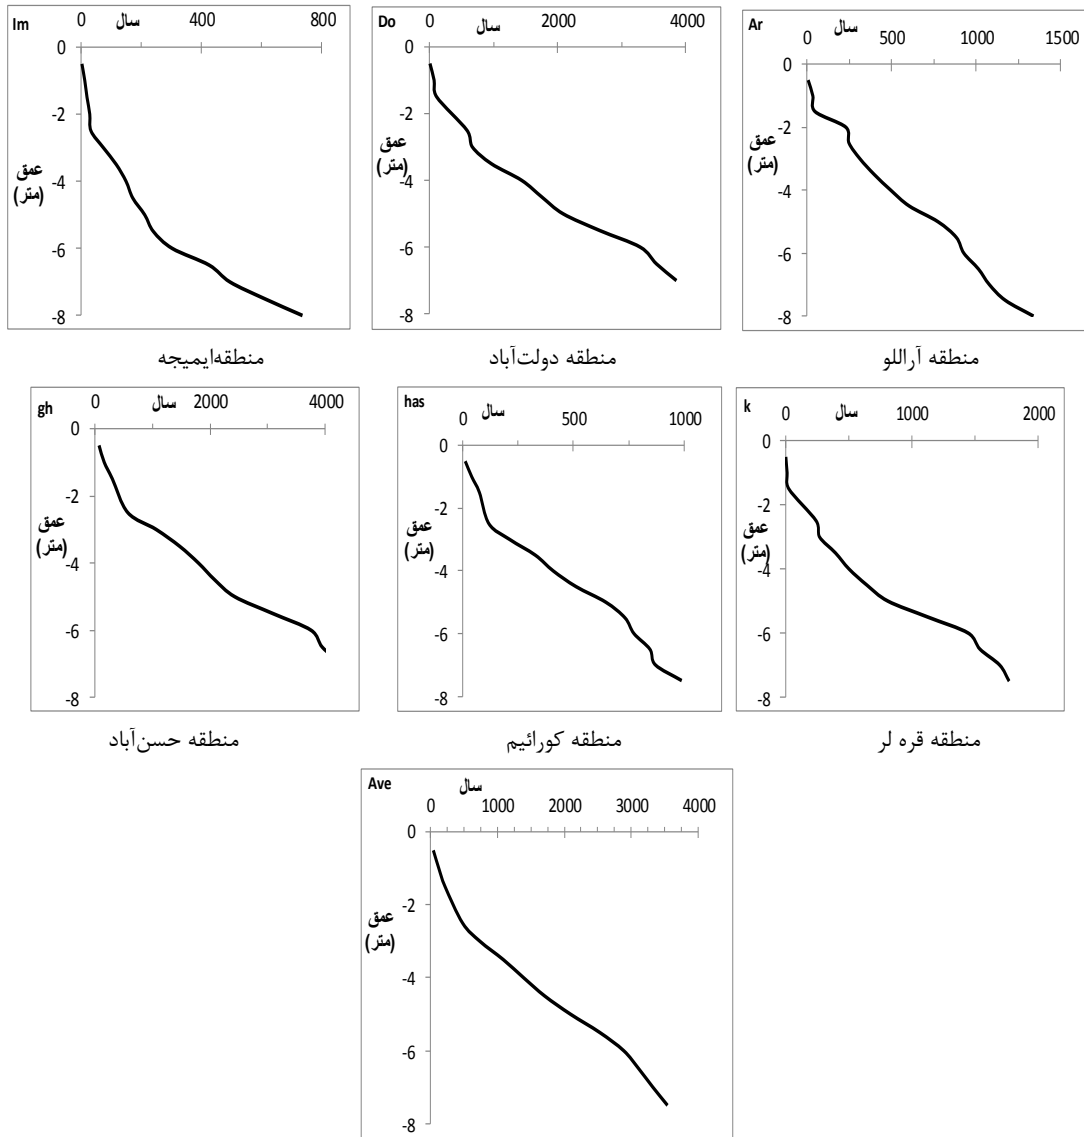 Im
0 سال 400 800
0
-2
عمق
-4
(متر)
-6
-8
منطقه‌ایمیجه
Do
0 سال 2000 4000
0
-2
عمق
(متر)
-4
-6
-8
منطقه دولت‌آباد
Ar
0 سال 500 1000 1500
0
-2
عمق
(متر)
-4
-6
-8
منطقه آراللو
gh
0 سال 2000 4000
0
-2
عمق
(متر)
-4
-6
-8
منطقه حسن‌آباد
has
0 سال 500 1000
0
-2
عمق
(متر)
-4
-6
-8
منطقه کورائیم
k
0 سال 1000 2000
0
-2
عمق
(متر)
-4
-6
-8
منطقه قره لر
Ave
سال
0 1000 2000 3000 4000
0
-2
عمق
(متر)
-4
-6
-8